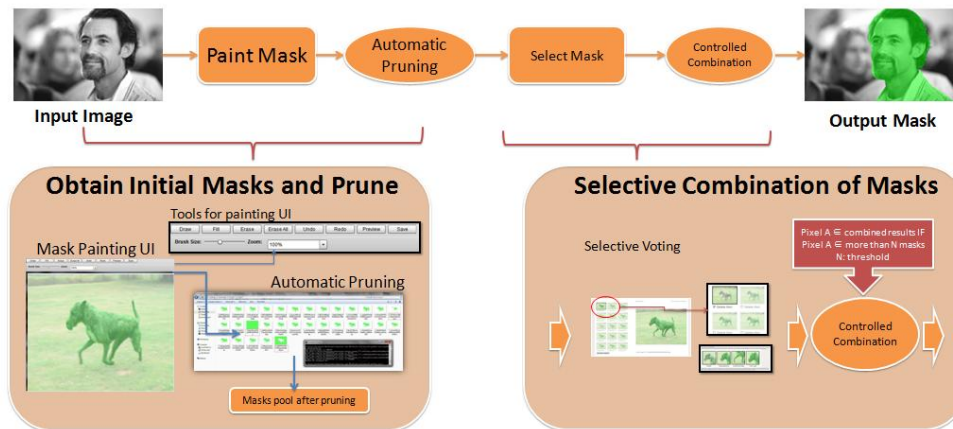 Paint Mask
Automatic
Pruning
Select Mask
Controlled
Combination
Input Image
Output Mask
Obtain Initial Masks and Prune
Tools for painting UI
Draw Fill Erase Erase All Undo Redo Preview Save
Brush Size: Zoom: 100%
Mask Painting UI
Automatic Pruning
Masks pool after pruning
Selective Combination of Masks
Selective Voting
Pixel A ∈ combined results IF
Pixel A ∈ more than N masks
N: threshold
Controlled
Combination